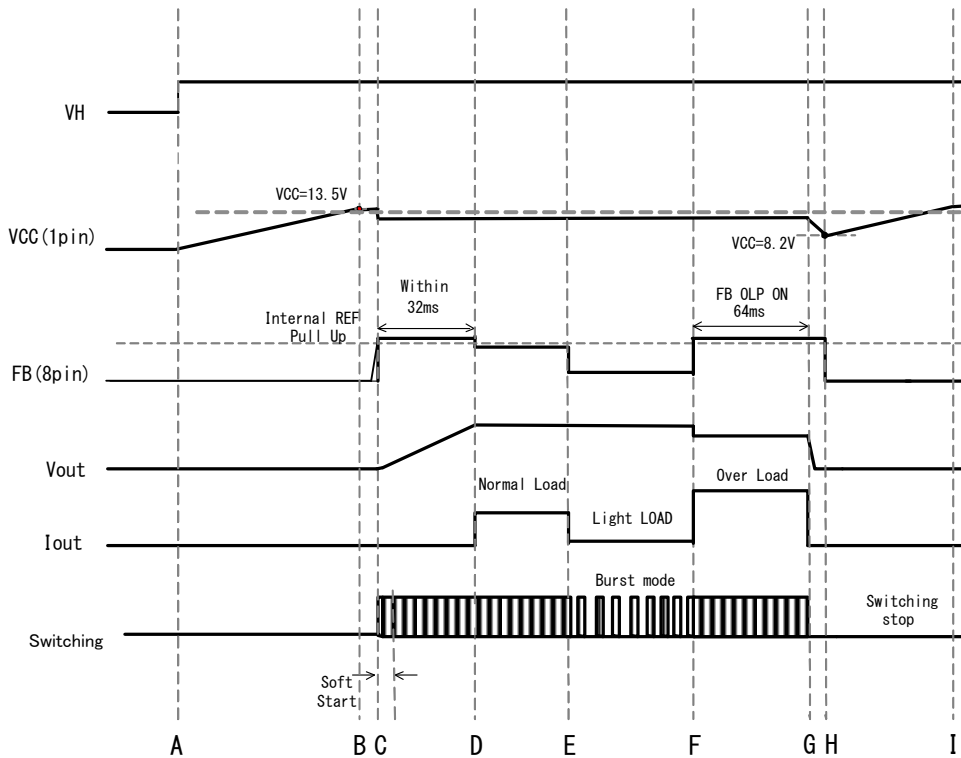 VH
VCC=13.5V
VCC(1pin)
VCC=8.2V
Within
32ms
FB OLP ON
64ms
Internal REF
Pull Up
FB(8pin)
Vout
Normal Load
Over Load
Iout
Light LOAD
Burst mode
Switching
Switching
stop
Soft
Start
A B C D E F G H I